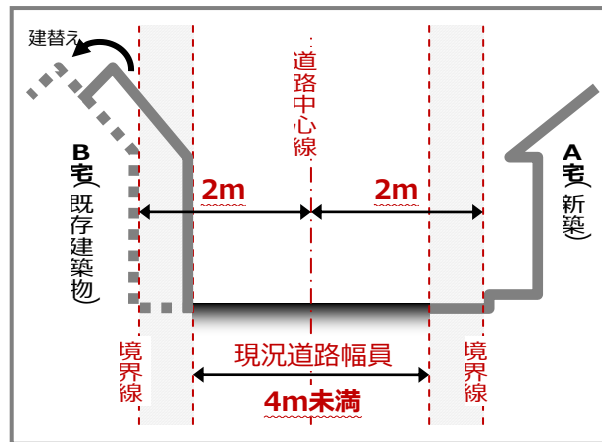 建替え
道路中心線
B宅(既存建築物)
A宅(新築)
2m
2m
境界線
現況道路幅員
4m未満
境界線